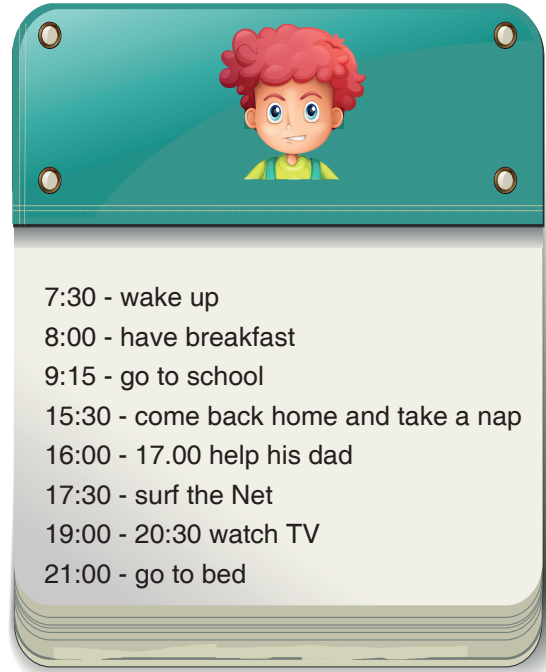 7:30 - wake up
8:00 - have breakfast
9:15 - go to school
15:30 - come back home and take a nap
16:00 - 17.00 help his dad
17:30 - surf the Net
19:00 - 20:30 watch TV
21:00 - go to bed